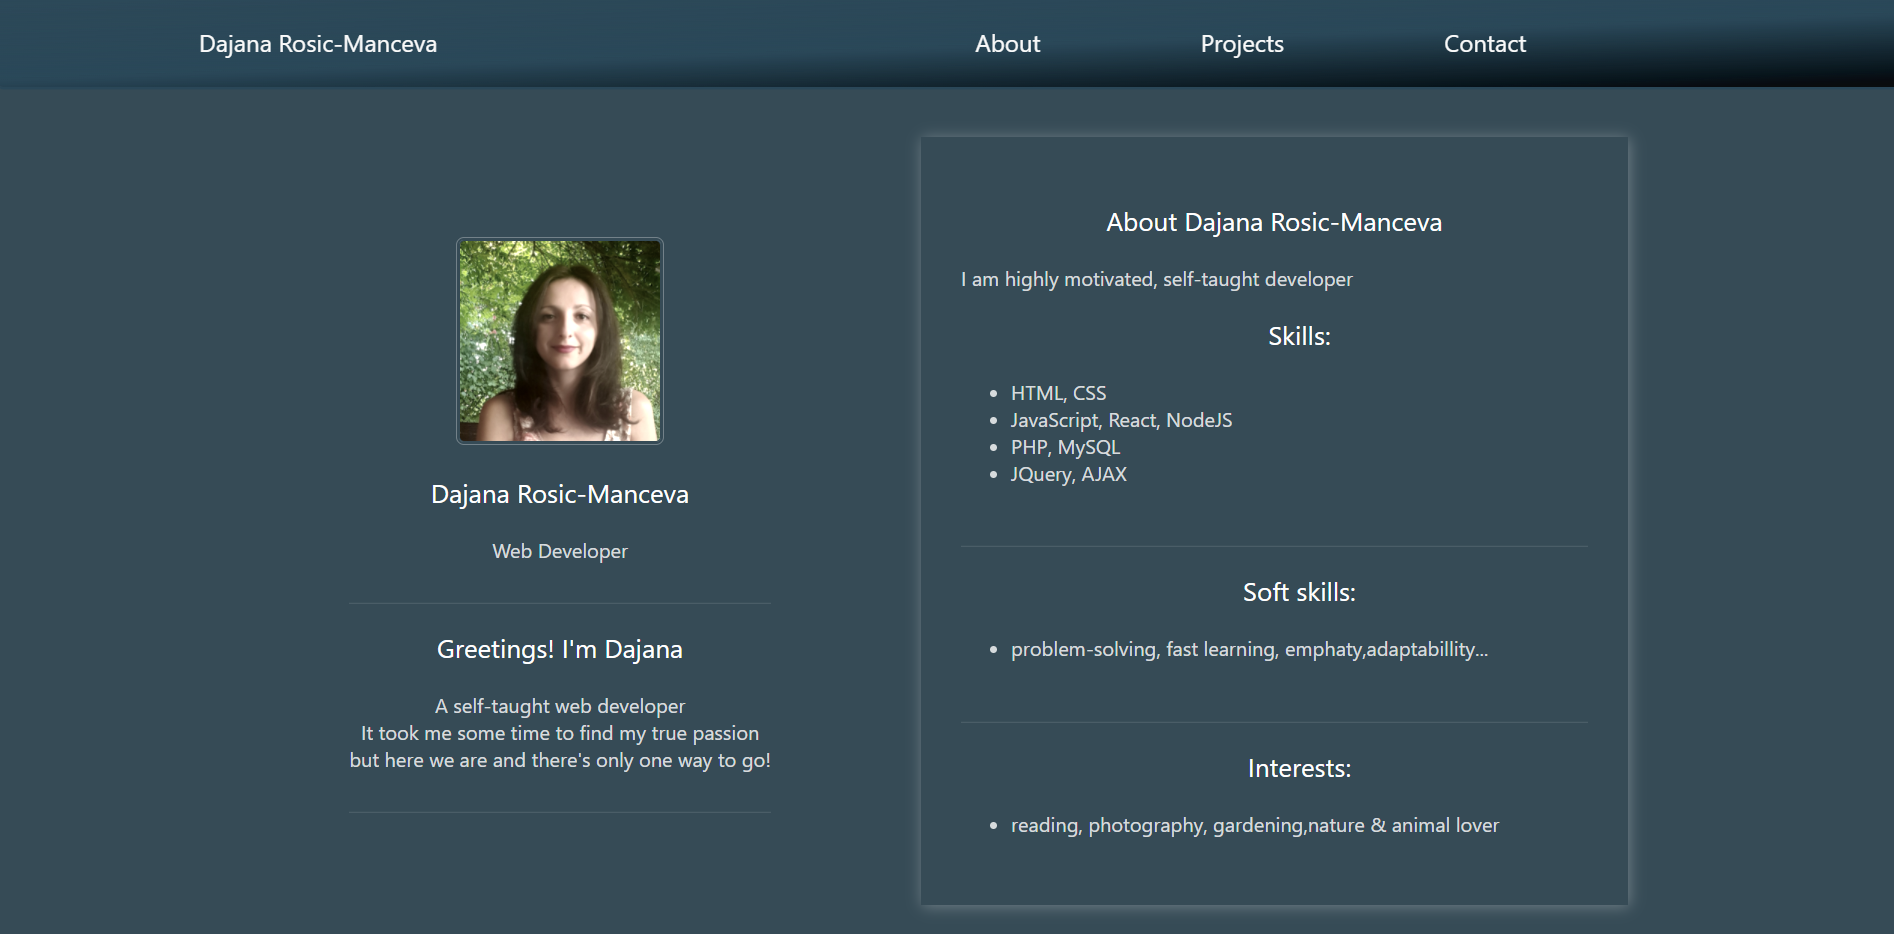 Dajana Rosic-Manceva
About
Projects
Contact
Dajana Rosic-Manceva
Web Developer
Greetings! I'm Dajana
A self-taught web developer
It took me some time to find my true passion
but here we are and there's only one way to go!
About Dajana Rosic-Manceva
I am highly motivated, self-taught developer
Skills:
• HTML, CSS
• JavaScript, React, NodeJS
• PHP, MySQL
• JQuery, AJAX
Soft skills:
• problem-solving, fast learning, emphaty,adaptabillity...
Interests:
• reading, photography, gardening,nature & animal lover